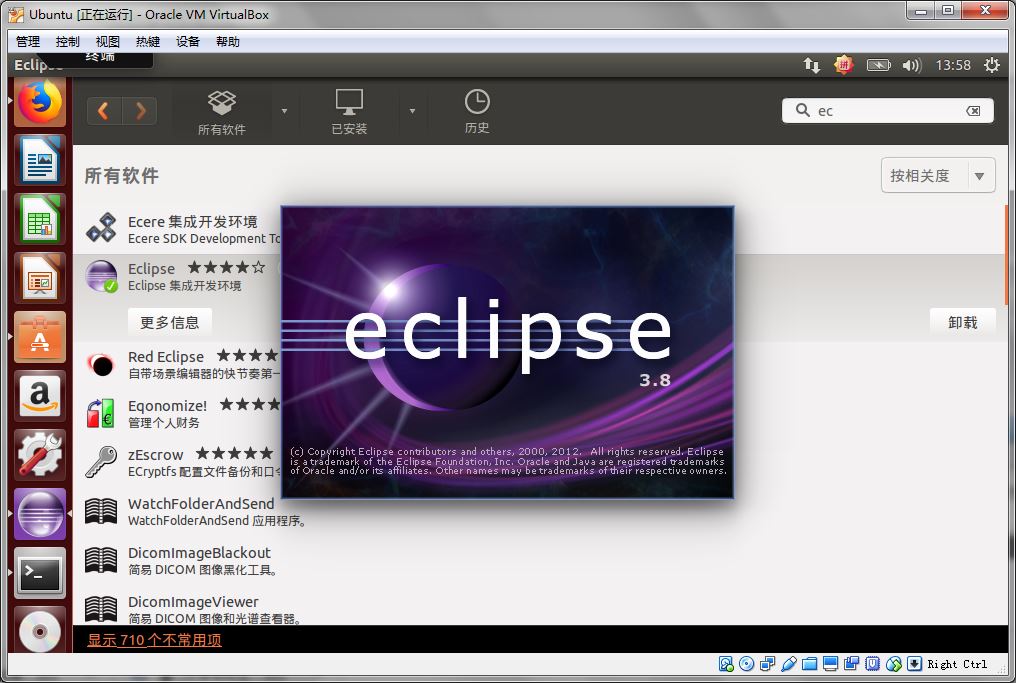 Ubuntu [正在运行] - Oracle VM VirtualBox
管理 控制 视图 热键 设备 帮助
终端
拼 13:58
所有软件 已安装 历史 ec
所有软件 按相关度
Ecere 集成开发环境
Ecere SDK Development To
Eclipse
Eclipse 集成开发环境
更多信息 卸载
eclipse
3.8
Red Eclipse
自带场景编辑器的快节奏第一
Eqonomize!
管理个人财务
(c) Copyright Eclipse contributors and others, 2000, 2012. All rights reserved. Eclipse
is a trademark of the Eclipse Foundation, Inc. Oracle and Java are registered trademarks
of Oracle and/or its affiliates. Other names may be trademarks of their respective owners.
zEscrow
ECryptfs 配置文件备份和口令
WatchFolderAndSend
WatchFolderAndSend 应用程序。
DicomImageBlackout
简易 DICOM 图像黑化工具。
DicomImageViewer
简易 DICOM 图像和光谱查看器。
显示 710 个不常用项
Right Ctrl